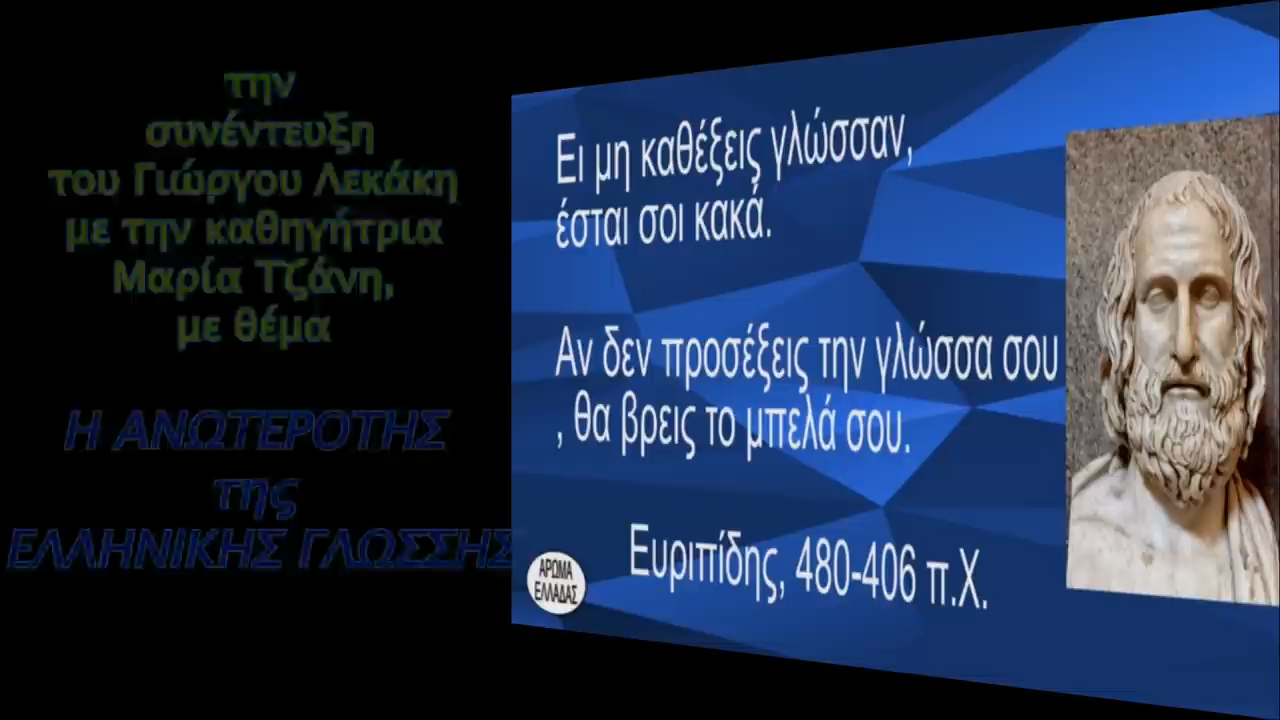 την
συνέντευξη
του Γιώργου Λεκάκη
με την καθηγήτρια
Μαρία Τζάνη,
με θέμα
Η ΑΝΩΤΕΡΟΤΗΣ
της
ΕΛΛΗΝΙΚΗΣ ΓΛΩΣΣΗΣ
Ει μη καθέξεις γλώσσαν,
έσται σοι κακά.
Αν δεν προσέξεις την γλώσσα σου
, θα βρεις το μπελά σου.
Ευριπίδης, 480-406 π.Χ.
ΑΡΩΜΑ
ΕΛΛΑΔΑΣ